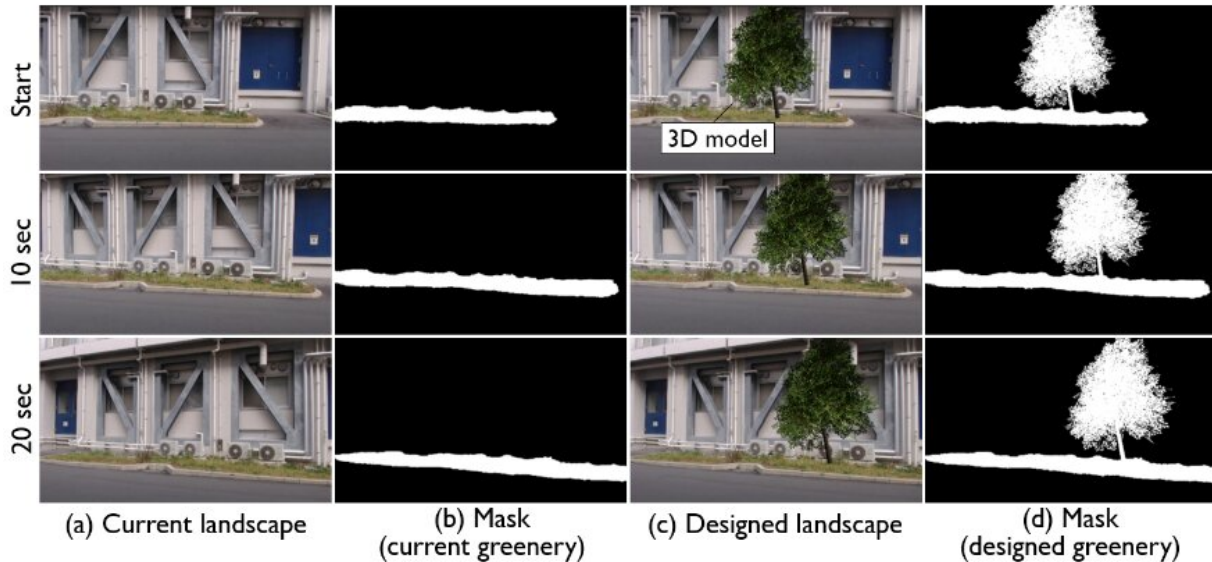 Start
3D model
10 sec
20 sec
(a) Current landscape
(b) Mask
(current greenery)
(c) Designed landscape
(d) Mask
(designed greenery)